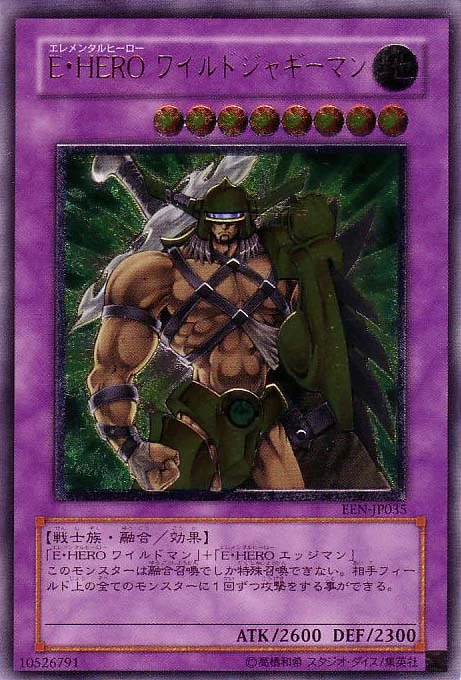 エレメンタルヒーロー
E・HERO ワイルドジャギーマン
地
EEN-JP035
【戦士族・融合／効果】
「E・HERO ワイルドマン」＋「E・HERO エッジマン」
このモンスターは融合召喚でしか特殊召喚できない。相手フィー
ルド上の全てのモンスターに１回ずつ攻撃をする事ができる。
ATK/2600 DEF/2300
10526791
©高橋和希 スタジオ・ダイス/集英社